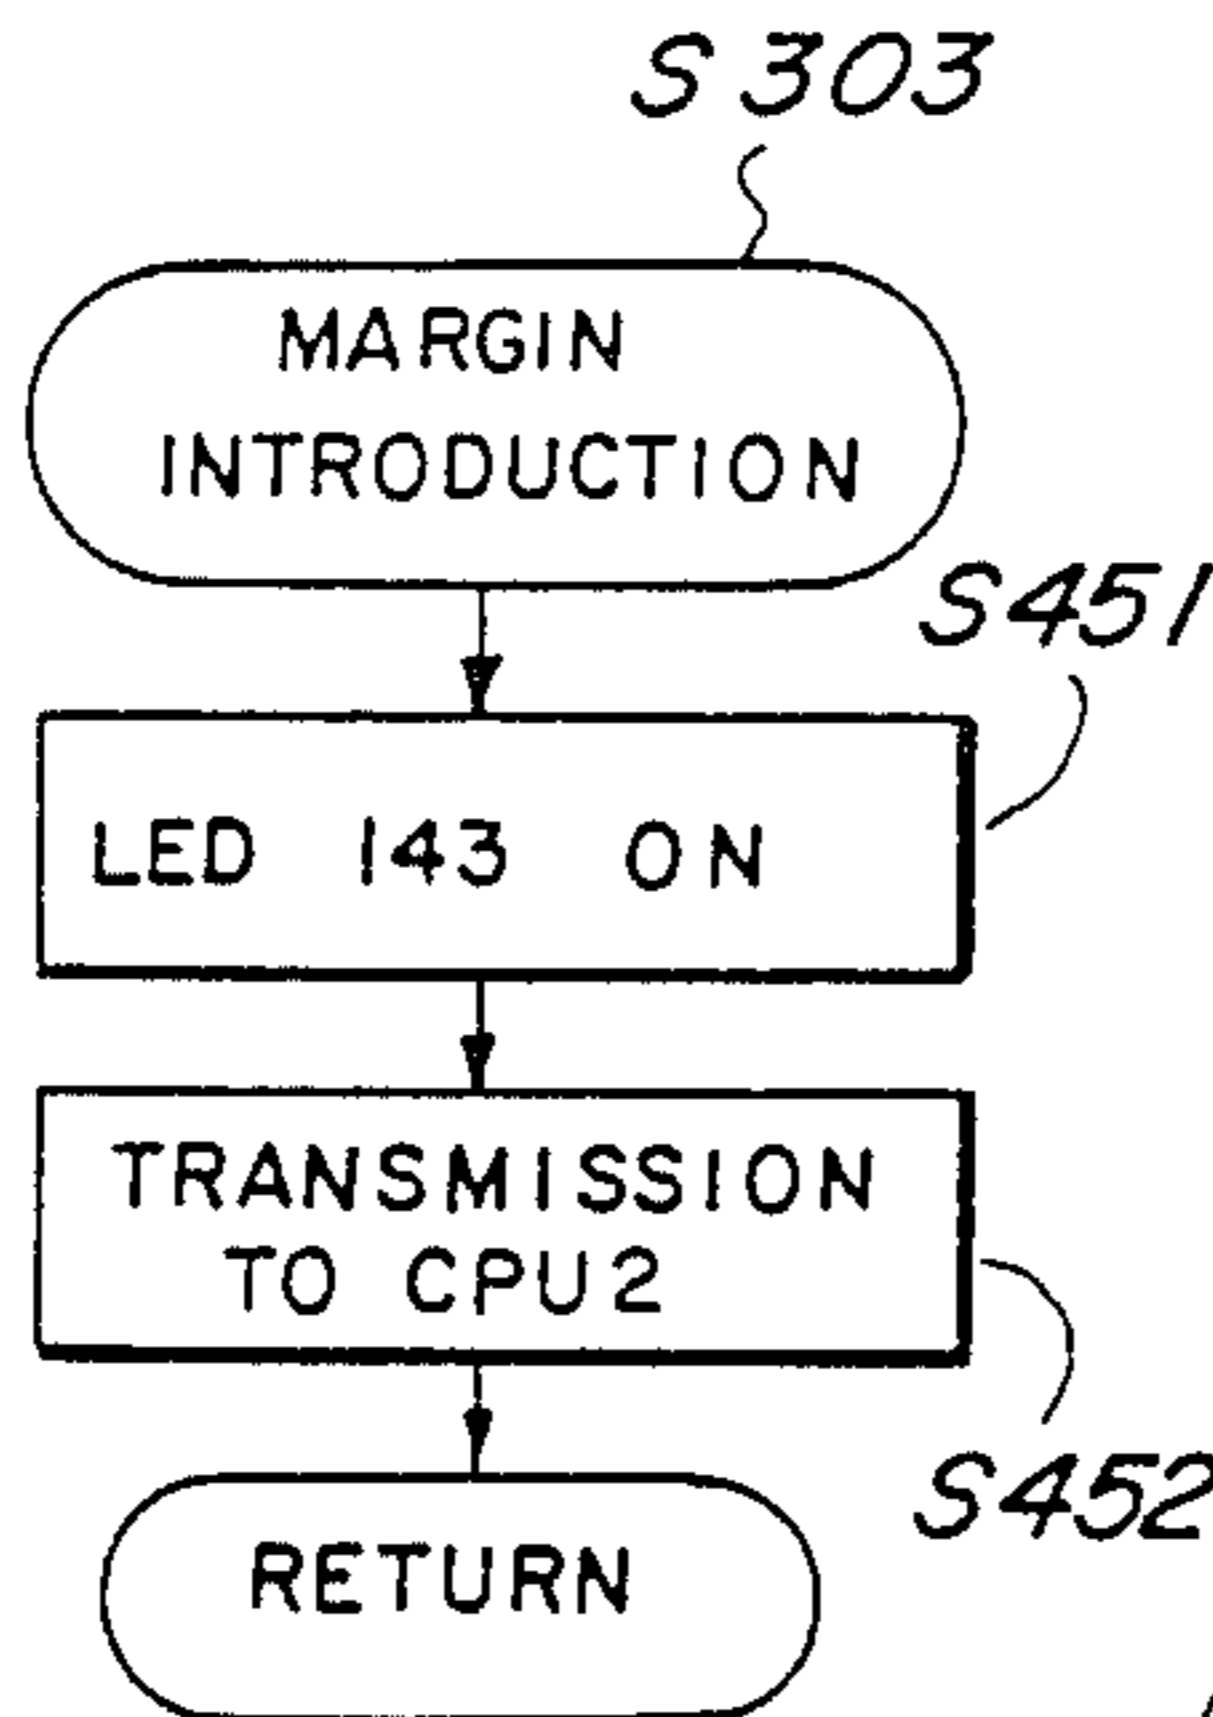 S303
MARGIN
INTRODUCTION
S451
LED 143 ON
TRANSMISSION
TO CPU2
S452
RETURN